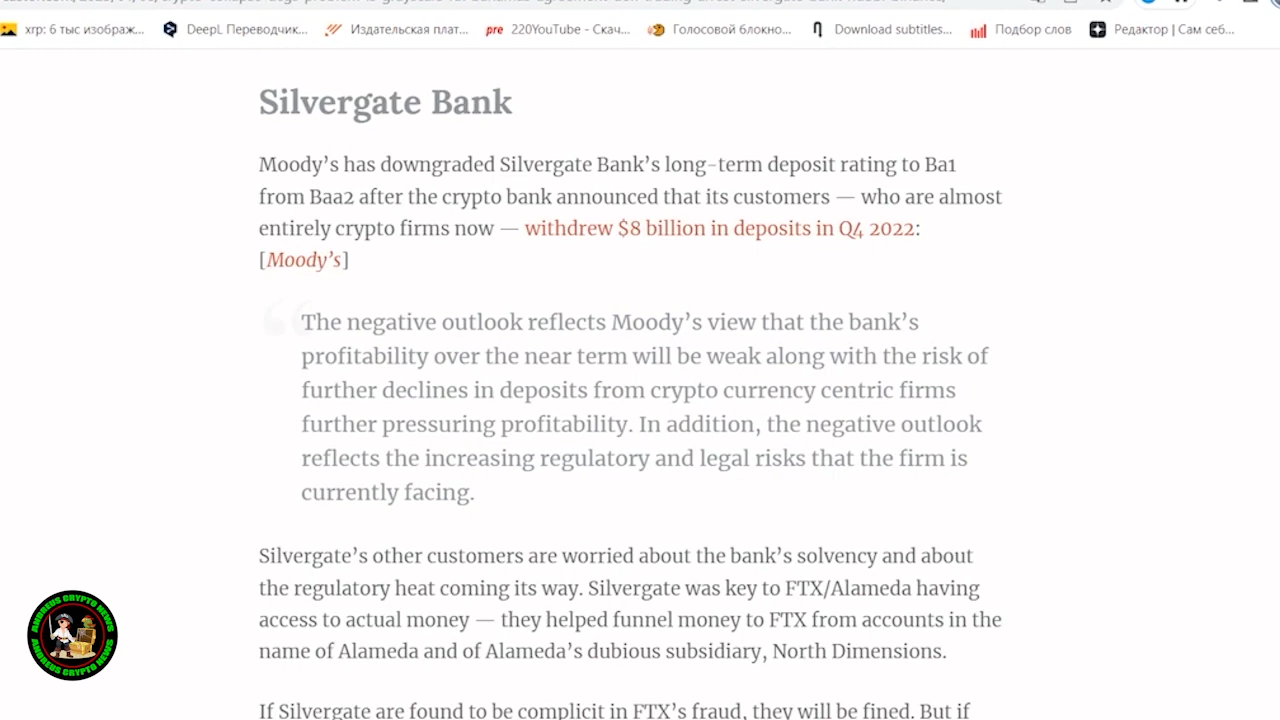 xrp: 6 тыс изображ...
DeepL Переводчик...
Издательская плат...
pre 220YouTube - Скач...
Голосовой блокно...
Download subtitles...
Подбор слов
Редактор | Сам себ...
Silvergate Bank
Moody’s has downgraded Silvergate Bank’s long-term deposit rating to Ba1
from Baa2 after the crypto bank announced that its customers — who are almost
entirely crypto firms now — withdrew $8 billion in deposits in Q4 2022:
[Moody’s]
The negative outlook reflects Moody’s view that the bank’s
profitability over the near term will be weak along with the risk of
further declines in deposits from crypto currency centric firms
further pressuring profitability. In addition, the negative outlook
reflects the increasing regulatory and legal risks that the firm is
currently facing.
Silvergate’s other customers are worried about the bank’s solvency and about
the regulatory heat coming its way. Silvergate was key to FTX/Alameda having
access to actual money — they helped funnel money to FTX from accounts in the
name of Alameda and of Alameda’s dubious subsidiary, North Dimensions.
If Silvergate are found to be complicit in FTX’s fraud, they will be fined. But if
ANDREUS CRYPTO NEWS
ANDREUS CRYPTO NEWS